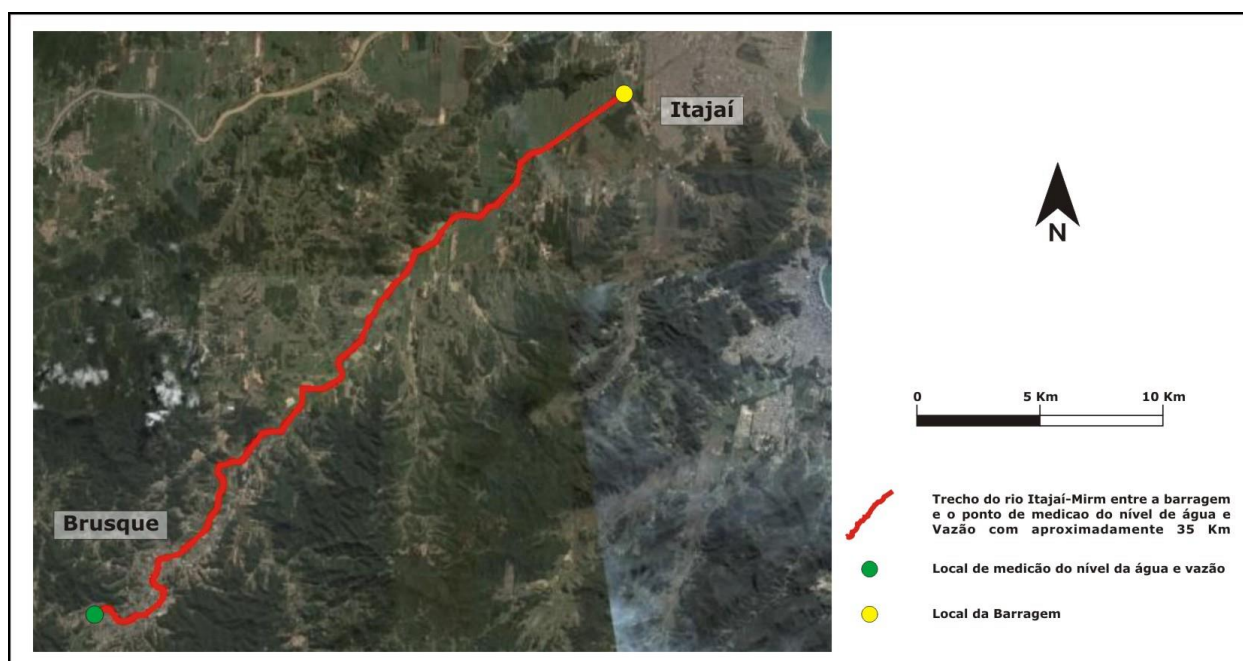 Itajaí
Brusque
N
0 5 Km 10 Km
Trecho do rio Itajaí-Mirm entre a barragem
e o ponto de medicao do nível de água e
Vazão com aproximadamente 35 Km
Local de medicão do nível da água e vazão
Local da Barragem